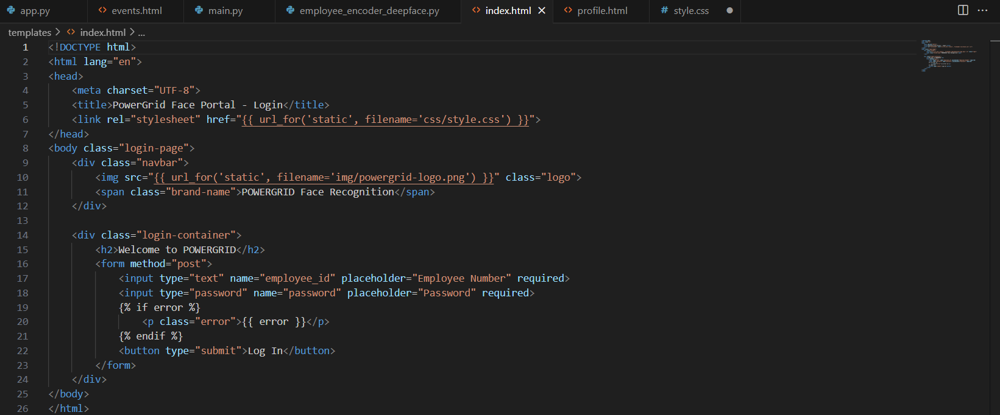 app.py events.html main.py employee_encoder_deepface.py index.html profile.html style.css
templates > index.html > ...
1 <!DOCTYPE html>
2 <html lang="en">
3 <head>
4     <meta charset="UTF-8">
5     <title>PowerGrid Face Portal - Login</title>
6     <link rel="stylesheet" href="{{ url_for('static', filename='css/style.css') }}">
7 </head>
8 <body class="login-page">
9     <div class="navbar">
10         <img src="{{ url_for('static', filename='img/powergrid-logo.png') }}" class="logo">
11         <span class="brand-name">POWERGRID Face Recognition</span>
12     </div>
13
14     <div class="login-container">
15         <h2>Welcome to POWERGRID</h2>
16         <form method="post">
17             <input type="text" name="employee_id" placeholder="Employee Number" required>
18             <input type="password" name="password" placeholder="Password" required>
19             {% if error %}
20                 <p class="error">{{ error }}</p>
21             {% endif %}
22             <button type="submit">Log In</button>
23         </form>
24     </div>
25 </body>
26 </html>